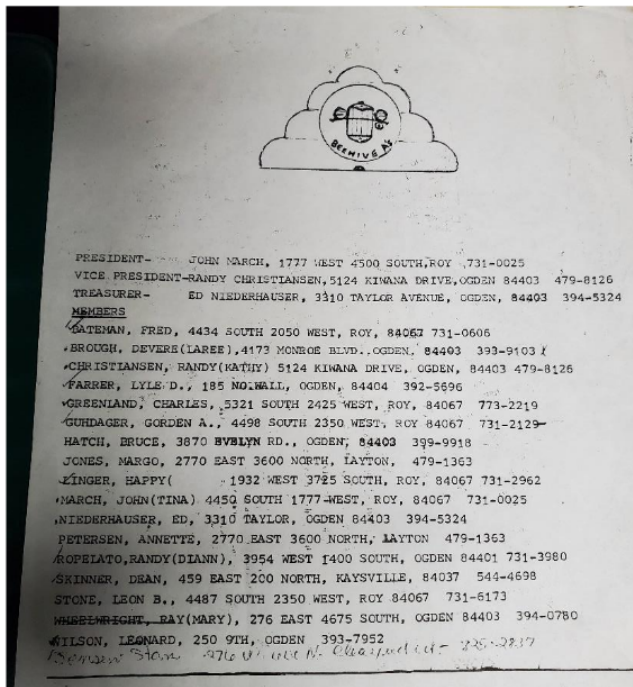 BEEHIVE A's
PRESIDENT- JOHN MARCH, 1777 WEST 4500 SOUTH,ROY ,731-0025
VICE PRESIDENT-RANDY CHRISTIANSEN,5124 KIWANA DRIVE,OGDEN 84403 479-8126
TREASURER- ED NIEDERHAUSER, 3310 TAYLOR AVENUE, OGDEN, 84403 394-5324
MEMBERS
BATEMAN, FRED, 4434 SOUTH 2050 WEST, ROY, 84067 731-0606
BROUGH, DEVERE(LAREE),4173 MONROE BLVD.,OGDEN, 84403 393-9103
CHRISTIANSEN, RANDY(KATHY) 5124 KIWANA DRIVE, OGDEN, 84403 479-8126
FARRER, LYLE D., 185 NO.WALL, OGDEN, 84404 392-5696
GREENLAND, CHARLES, 5321 SOUTH 2425 WEST, ROY, 84067 773-2219
GUHDAGER, GORDEN A., 4498 SOUTH 2350 WEST, ROY 84067 731-2129
HATCH, BRUCE, 3870 EVELYN RD., OGDEN, 84403 399-9918
JONES, MARGO, 2770 EAST 3600 NORTH, LAYTON, 479-1363
LINGER, HAPPY( 1932 WEST 3725 SOUTH, ROY, 84067 731-2962
MARCH, JOHN(TINA) 4450 SOUTH 1777 WEST, ROY, 84067 731-0025
NIEDERHAUSER, ED, 3310 TAYLOR, OGDEN 84403 394-5324
PETERSEN, ANNETTE, 2770 EAST 3600 NORTH, LAYTON 479-1363
ROPELATO,RANDY(DIANN), 3954 WEST 1400 SOUTH, OGDEN 84401 731-3980
SKINNER, DEAN, 459 EAST 200 NORTH, KAYSVILLE, 84037 544-4698
STONE, LEON B., 4487 SOUTH 2350 WEST, ROY 84067 731-6173
WHEELWRIGHT, RAY(MARY), 276 EAST 4675 SOUTH, OGDEN 84403 394-0780
WILSON, LEONARD, 250 9TH, OGDEN 393-7952
Stan